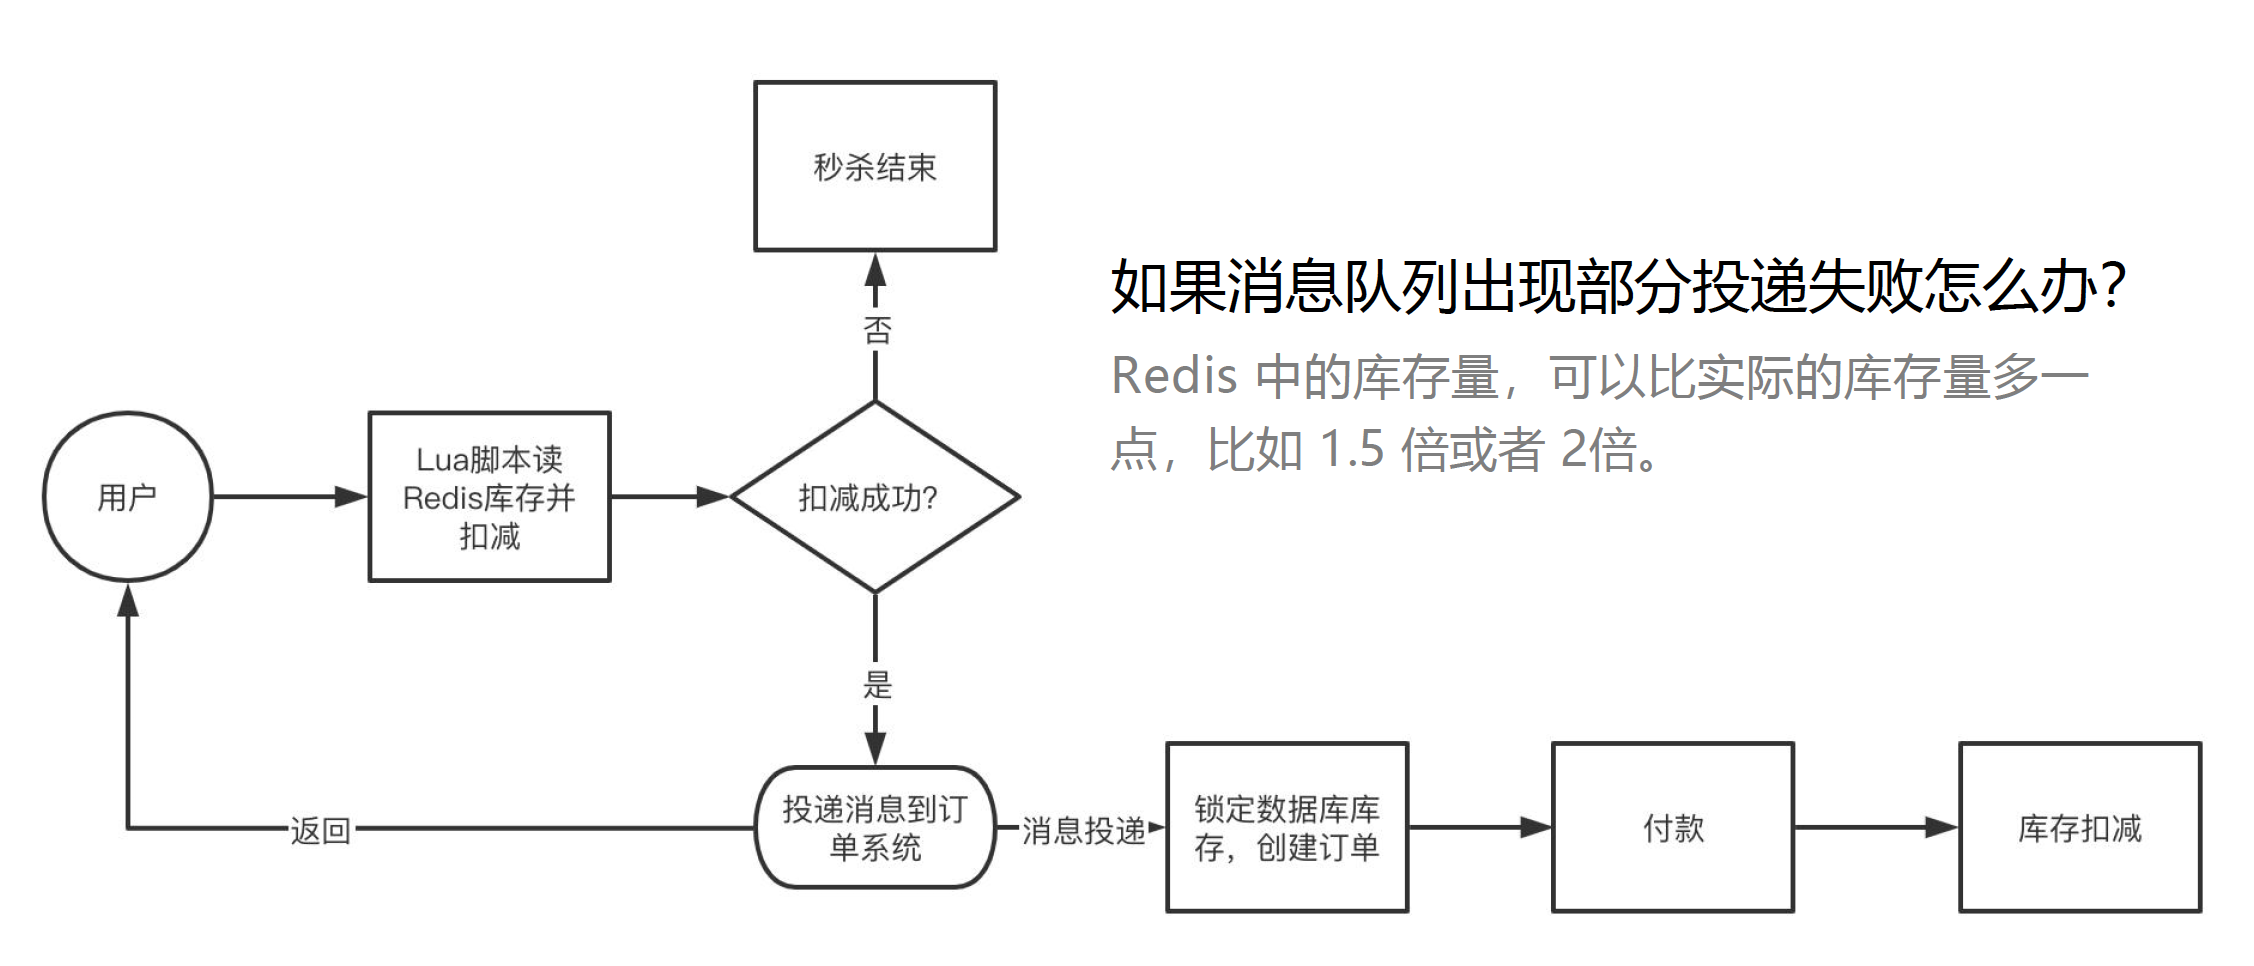 秒杀结束
如果消息队列出现部分投递失败怎么办?
否
Redis 中的库存量，可以比实际的库存量多一
点，比如 1.5 倍或者 2倍。
用户
Lua脚本读
Redis库存并
扣减
扣减成功?
是
返回
投递消息到订
单系统
消息投递
锁定数据库库
存，创建订单
付款
库存扣减